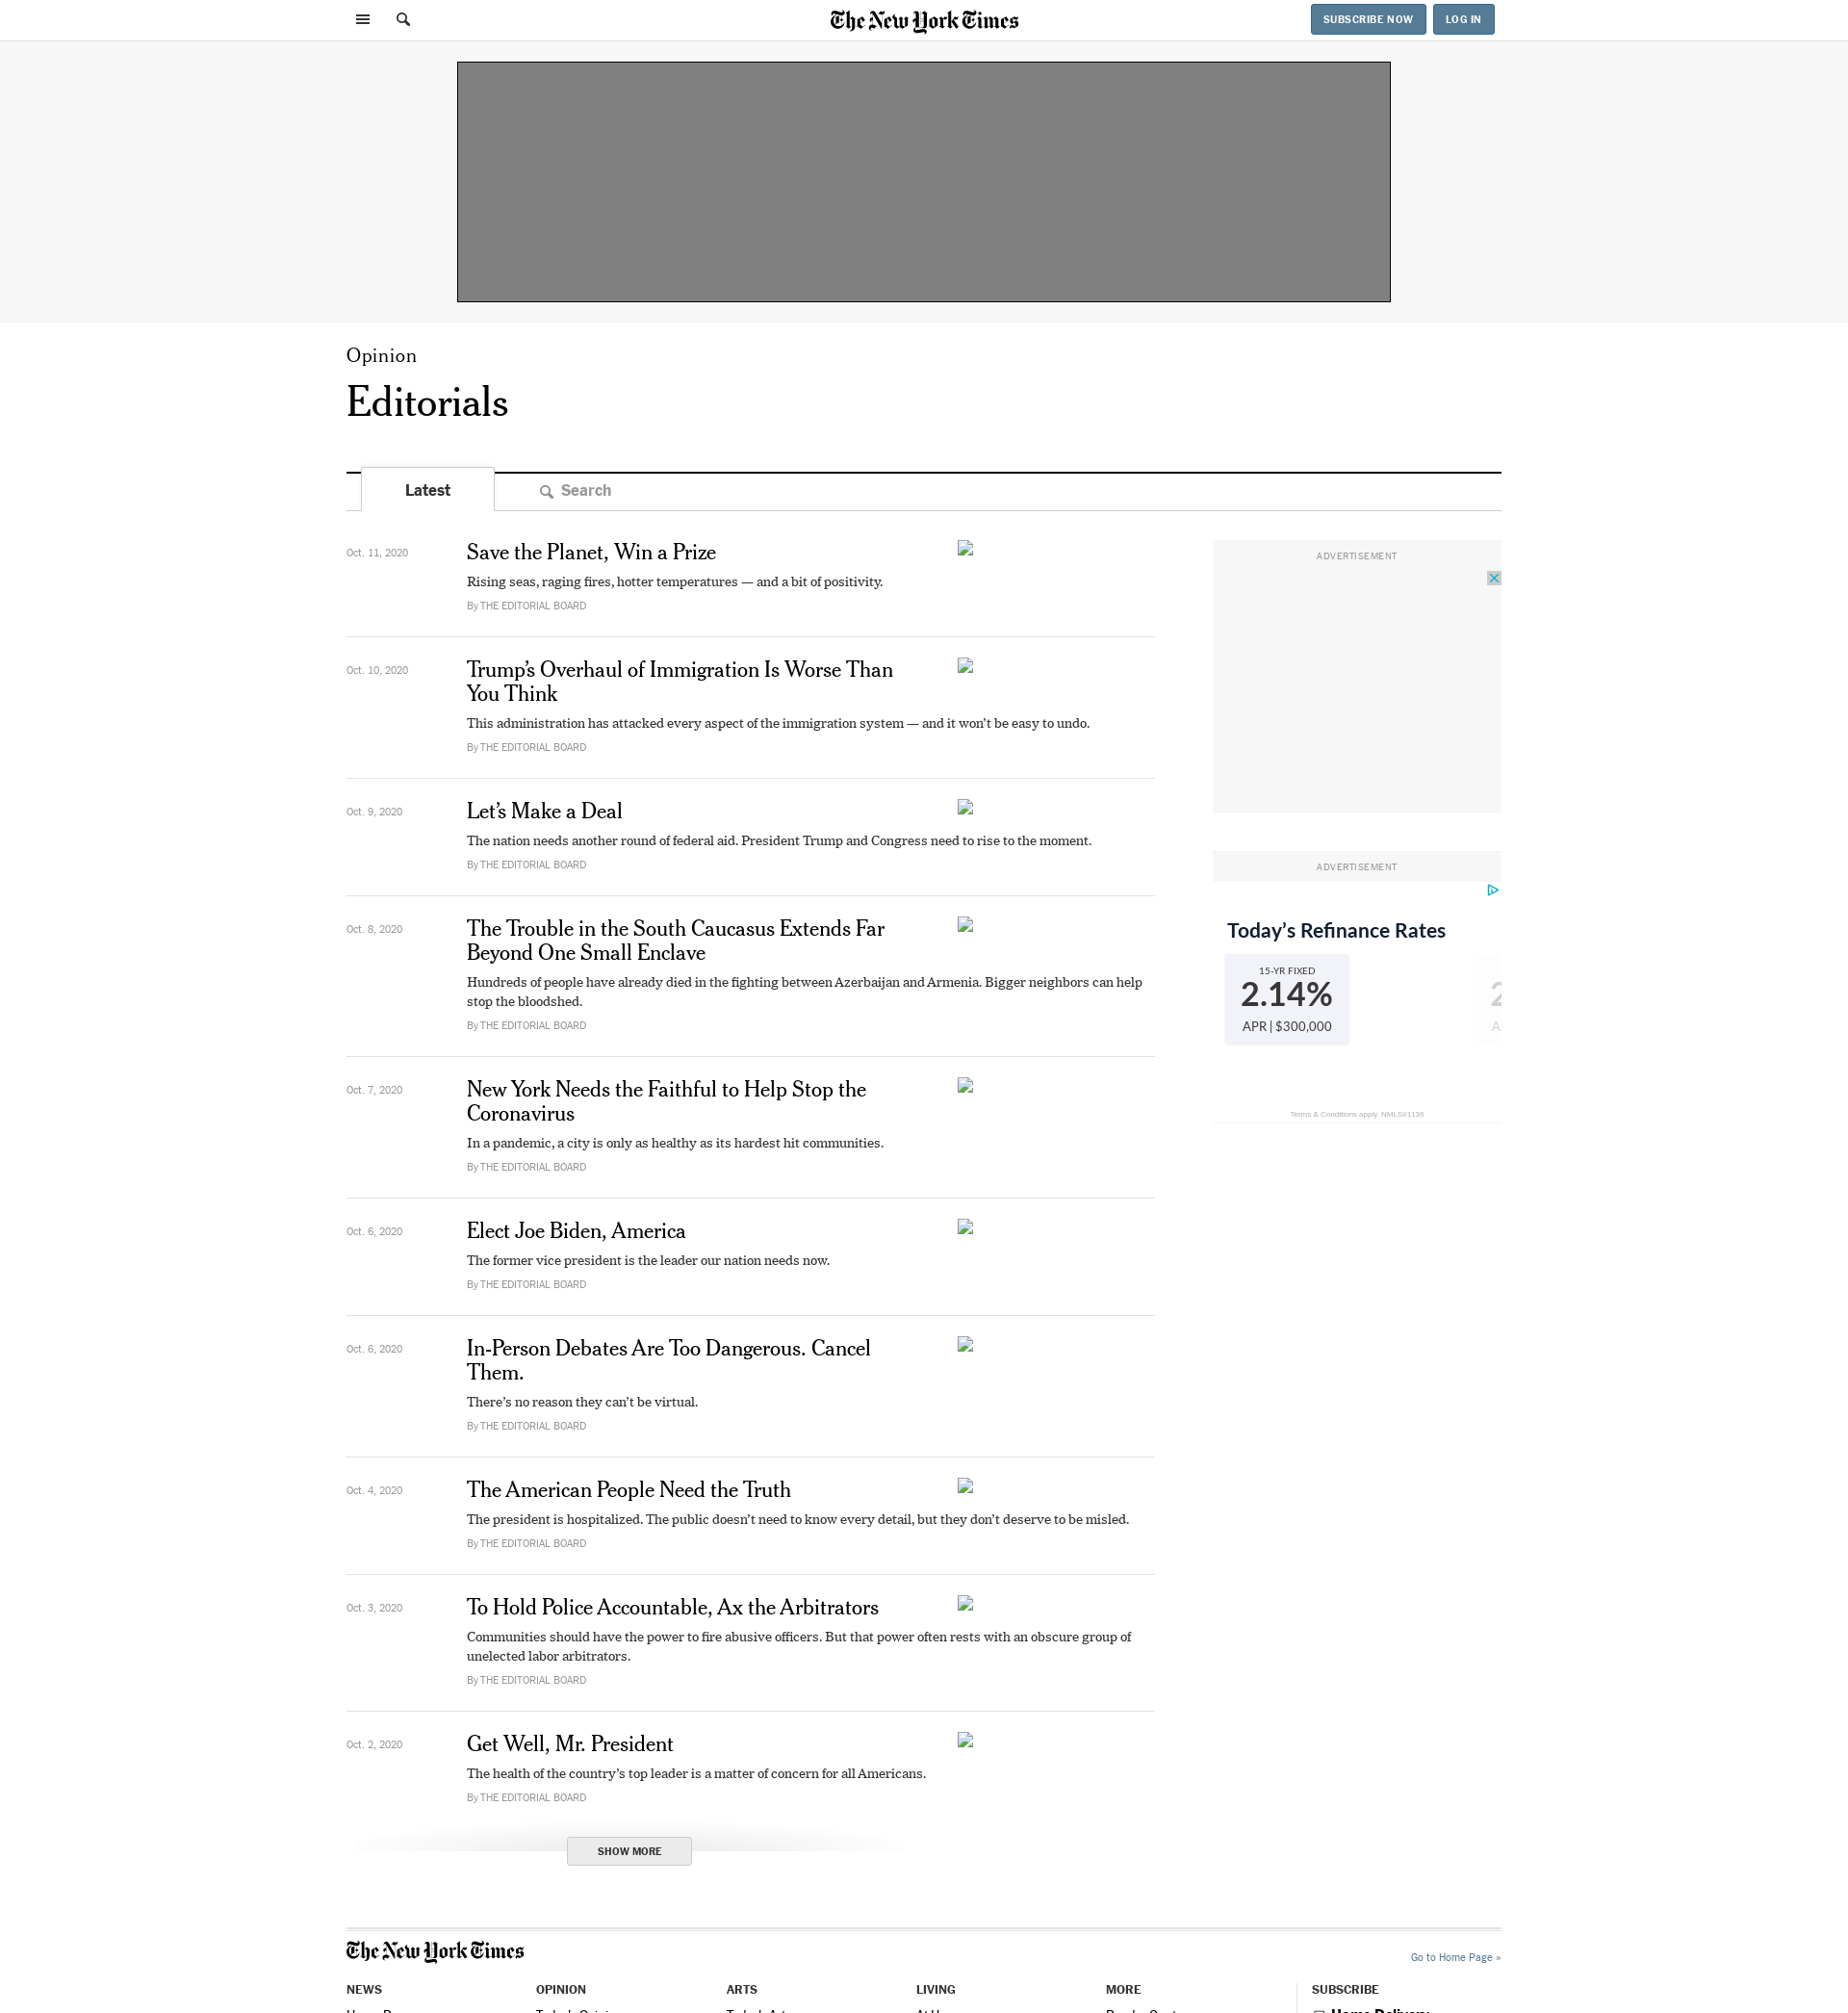 The New York Times
SUBSCRIBE NOW
LOG IN
Opinion
Editorials
Latest
Search
Oct. 11, 2020
Save the Planet, Win a Prize
Rising seas, raging fires, hotter temperatures — and a bit of positivity.
By THE EDITORIAL BOARD
Oct. 10, 2020
Trump’s Overhaul of Immigration Is Worse Than
You Think
This administration has attacked every aspect of the immigration system — and it won’t be easy to undo.
By THE EDITORIAL BOARD
Oct. 9, 2020
Let’s Make a Deal
The nation needs another round of federal aid. President Trump and Congress need to rise to the moment.
By THE EDITORIAL BOARD
Oct. 8, 2020
The Trouble in the South Caucasus Extends Far
Beyond One Small Enclave
Hundreds of people have already died in the fighting between Azerbaijan and Armenia. Bigger neighbors can help
stop the bloodshed.
By THE EDITORIAL BOARD
Oct. 7, 2020
New York Needs the Faithful to Help Stop the
Coronavirus
In a pandemic, a city is only as healthy as its hardest hit communities.
By THE EDITORIAL BOARD
Oct. 6, 2020
Elect Joe Biden, America
The former vice president is the leader our nation needs now.
By THE EDITORIAL BOARD
Oct. 6, 2020
In-Person Debates Are Too Dangerous. Cancel
Them.
There’s no reason they can’t be virtual.
By THE EDITORIAL BOARD
Oct. 4, 2020
The American People Need the Truth
The president is hospitalized. The public doesn’t need to know every detail, but they don’t deserve to be misled.
By THE EDITORIAL BOARD
Oct. 3, 2020
To Hold Police Accountable, Ax the Arbitrators
Communities should have the power to fire abusive officers. But that power often rests with an obscure group of
unelected labor arbitrators.
By THE EDITORIAL BOARD
Oct. 2, 2020
Get Well, Mr. President
The health of the country’s top leader is a matter of concern for all Americans.
By THE EDITORIAL BOARD
SHOW MORE
ADVERTISEMENT
ADVERTISEMENT
Today’s Refinance Rates
15-YR FIXED
2.14%
APR | $300,000
Terms & Conditions apply. NMLS#1136
The New York Times
Go to Home Page »
NEWS
OPINION
ARTS
LIVING
MORE
SUBSCRIBE
Home Delivery